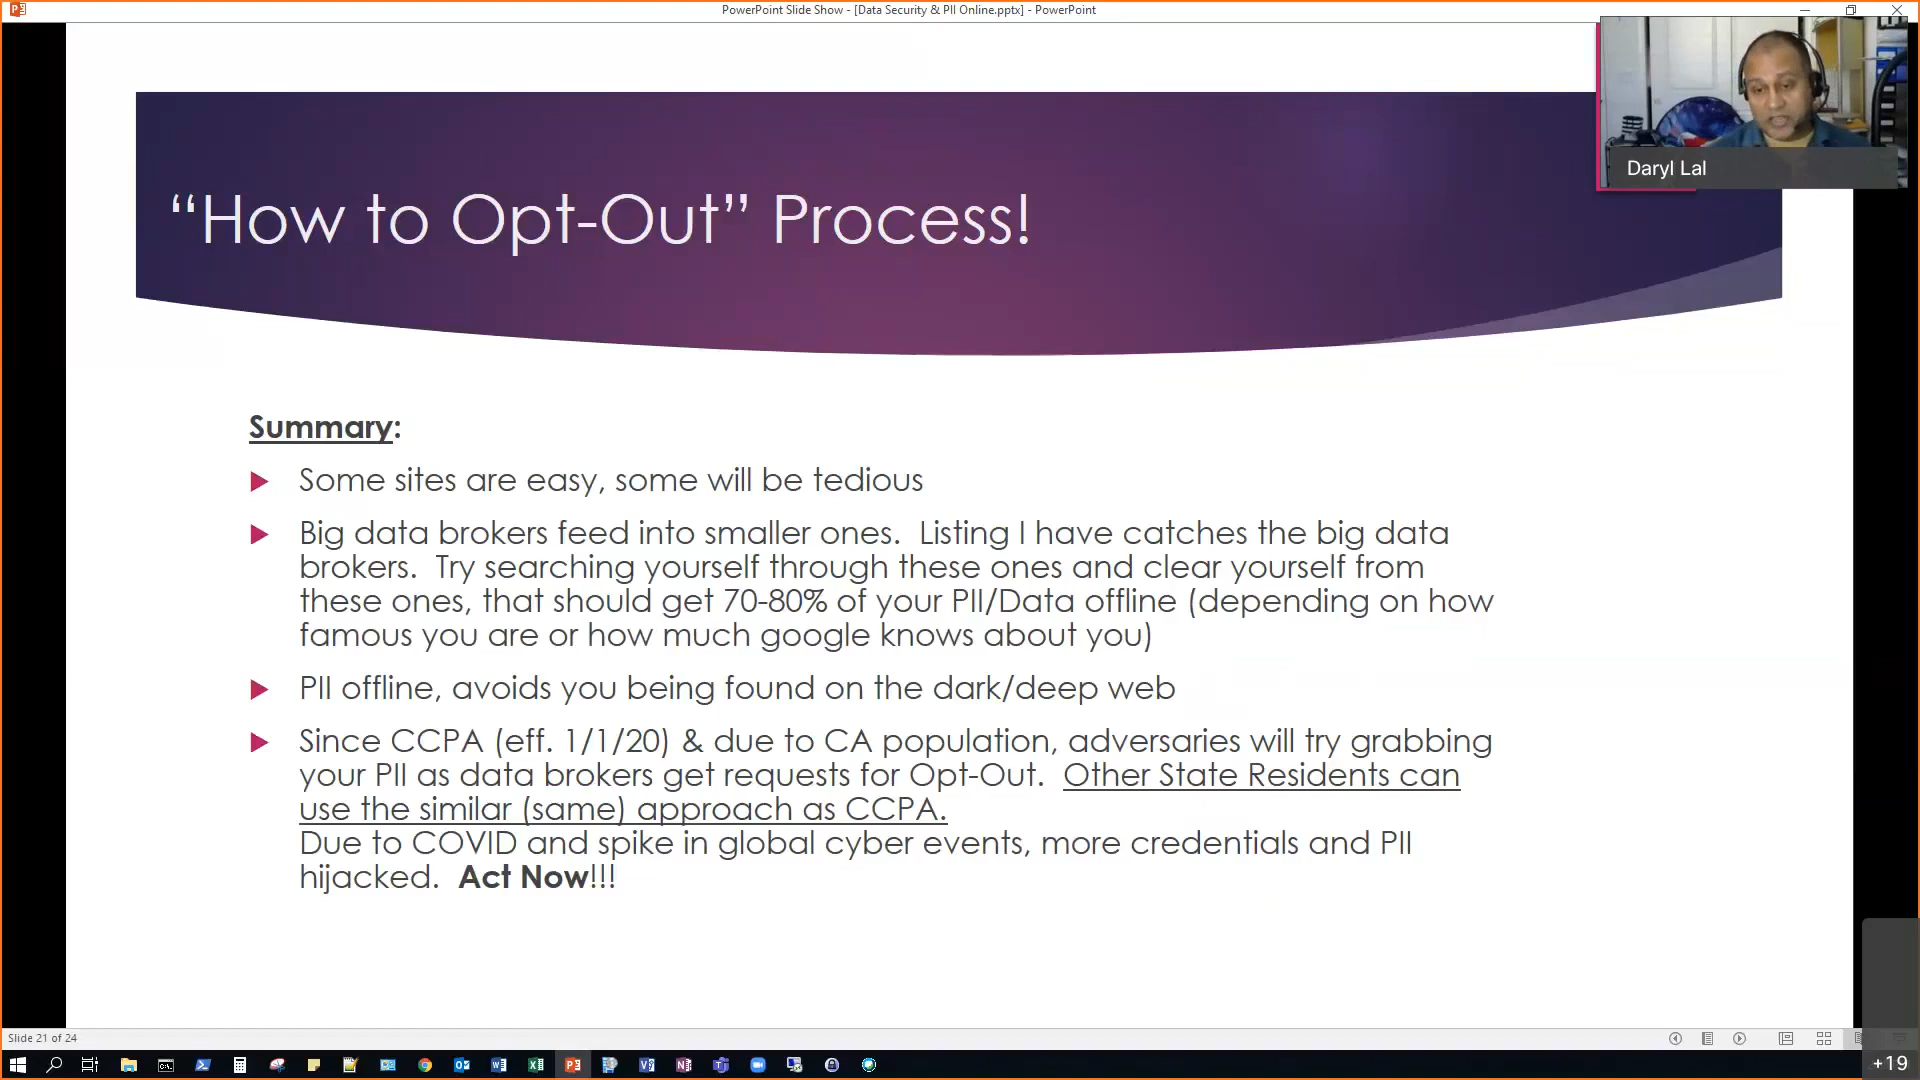 PowerPoint Slide Show - [Data Security & PII Online.pptx] - PowerPoint
Daryl Lal
“How to Opt-Out” Process!
Summary:
Some sites are easy, some will be tedious
Big data brokers feed into smaller ones. Listing I have catches the big data
brokers. Try searching yourself through these ones and clear yourself from
these ones, that should get 70-80% of your PII/Data offline (depending on how
famous you are or how much google knows about you)
PII offline, avoids you being found on the dark/deep web
Since CCPA (eff. 1/1/20) & due to CA population, adversaries will try grabbing
your PII as data brokers get requests for Opt-Out. Other State Residents can
use the similar (same) approach as CCPA.
Due to COVID and spike in global cyber events, more credentials and PII
hijacked. Act Now!!!
Slide 21 of 24
+19